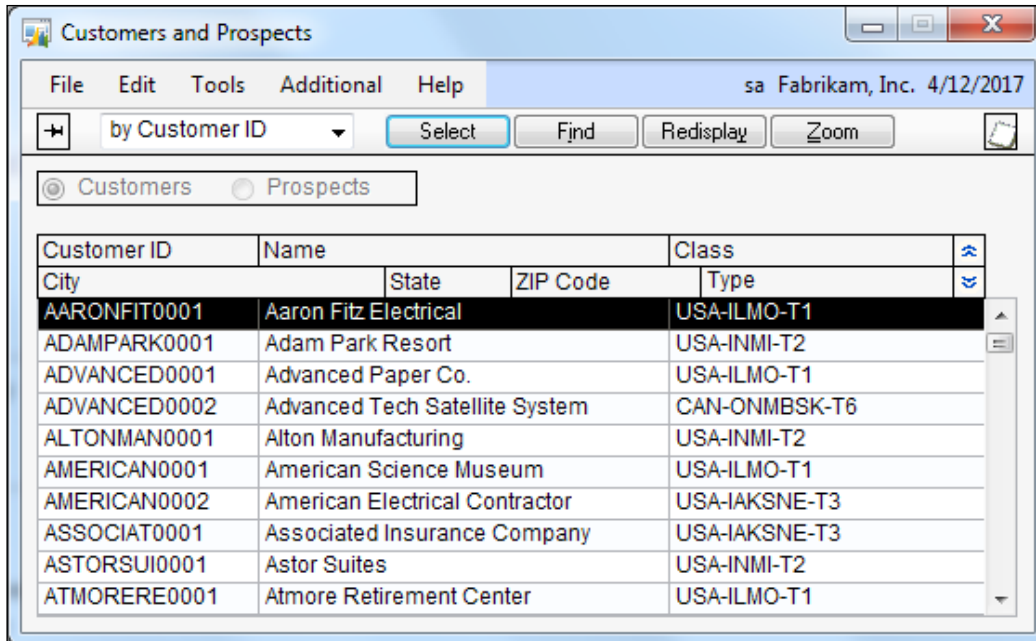 Customers and Prospects
File Edit Tools Additional Help sa Fabrikam, Inc. 4/12/2017
by Customer ID Select Find Redisplay Zoom
Customers Prospects
Customer ID Name Class
City State ZIP Code Type
AARONFIT0001 Aaron Fitz Electrical USA-ILMO-T1
ADAMPARK0001 Adam Park Resort USA-INMI-T2
ADVANCED0001 Advanced Paper Co. USA-ILMO-T1
ADVANCED0002 Advanced Tech Satellite System CAN-ONMBSK-T6
ALTONMAN0001 Alton Manufacturing USA-INMI-T2
AMERICAN0001 American Science Museum USA-ILMO-T1
AMERICAN0002 American Electrical Contractor USA-IAKSNE-T3
ASSOCIAT0001 Associated Insurance Company USA-IAKSNE-T3
ASTORSUI0001 Astor Suites USA-INMI-T2
ATMORERE0001 Atmore Retirement Center USA-ILMO-T1